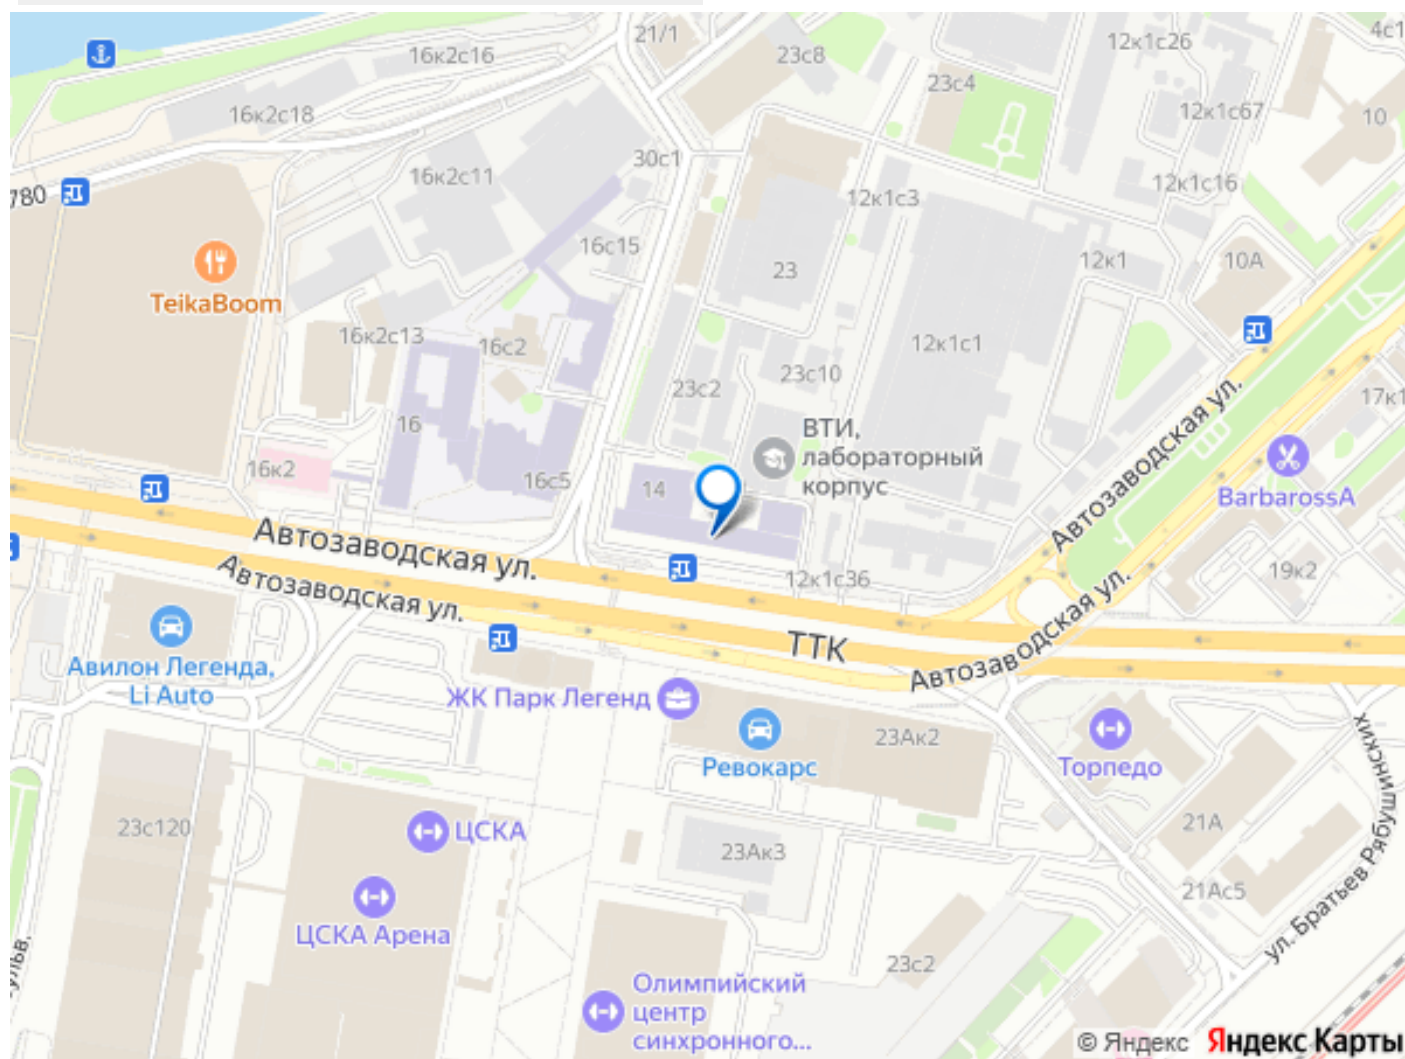 21/1
23с8
12к1с26
4с1
16к2с16
23с4
16к2с18
12к1с67
10
30с1
16к2с11
12к1с16
780
12к1с3
16с15
23
12к1
10А
TeikaBoom
16к2с13
16с2
12к1с1
23с10
23с2
17к1
16
ВТИ,
лабораторный
корпус
16к2
16с5
14
Автозаводская ул.
BarbarossA
Автозаводская ул.
Автозаводская ул.
12к1с36
19к2
Автозаводская ул.
ТТК
Авилон Легенда,
Li Auto
ЖК Парк Легенд
23Ак2
Ревокарс
Торпедо
ул. Братьев Рябушинских
23с120
ЦСКА
21А
23Ак3
21Ас5
ЦСКА Арена
ульв.
23с2
Олимпийский
центр
синхронного...
© Яндекс Яндекс Карты